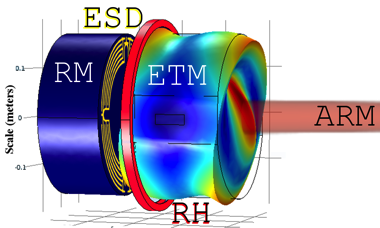 ESD
RM
ETM
ARM
RH
0.1
0
-0.1
Scale (meters)